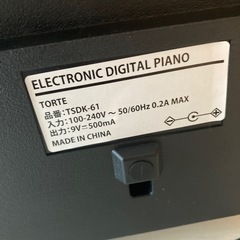 ELECTRONIC DIGITAL PIANO
TORTE
品番：TSDK-61
入力：100-240V ～ 50/60Hz 0.2A MAX
出力：9V⎓500mA
MADE IN CHINA